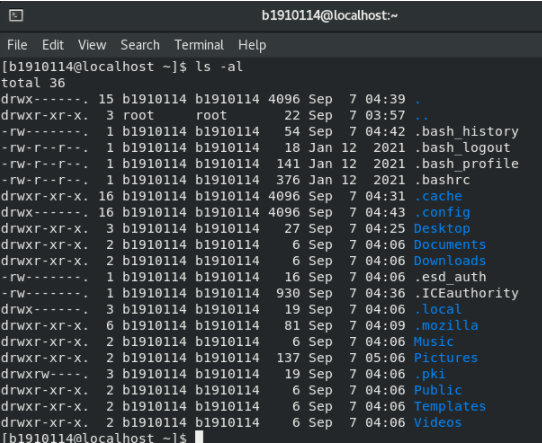 b1910114@localhost:~
File Edit View Search Terminal Help
[b1910114@localhost ~]$ ls -al
total 36
drwx------. 15 b1910114 b1910114 4096 Sep  7 04:39 .
drwxr-xr-x.  3 root     root       22 Sep  7 03:57 ..
-rw-------.  1 b1910114 b1910114   54 Sep  7 04:42 .bash_history
-rw-r--r--.  1 b1910114 b1910114   18 Jan 12  2021 .bash_logout
-rw-r--r--.  1 b1910114 b1910114  141 Jan 12  2021 .bash_profile
-rw-r--r--.  1 b1910114 b1910114  376 Jan 12  2021 .bashrc
drwxr-xr-x. 16 b1910114 b1910114 4096 Sep  7 04:31 .cache
drwx------. 16 b1910114 b1910114 4096 Sep  7 04:43 .config
drwxr-xr-x.  3 b1910114 b1910114   27 Sep  7 04:25 Desktop
drwxr-xr-x.  2 b1910114 b1910114    6 Sep  7 04:06 Documents
drwxr-xr-x.  2 b1910114 b1910114    6 Sep  7 04:06 Downloads
-rw-------.  1 b1910114 b1910114   16 Sep  7 04:06 .esd_auth
-rw-------.  1 b1910114 b1910114  930 Sep  7 04:36 .ICEauthority
drwx------.  3 b1910114 b1910114   19 Sep  7 04:06 .local
drwxr-xr-x.  6 b1910114 b1910114   81 Sep  7 04:09 .mozilla
drwxr-xr-x.  2 b1910114 b1910114    6 Sep  7 04:06 Music
drwxr-xr-x.  2 b1910114 b1910114  137 Sep  7 05:06 Pictures
drwxrw----.  3 b1910114 b1910114   19 Sep  7 04:06 .pki
drwxr-xr-x.  2 b1910114 b1910114    6 Sep  7 04:06 Public
drwxr-xr-x.  2 b1910114 b1910114    6 Sep  7 04:06 Templates
drwxr-xr-x.  2 b1910114 b1910114    6 Sep  7 04:06 Videos
[b1910114@localhost ~]$